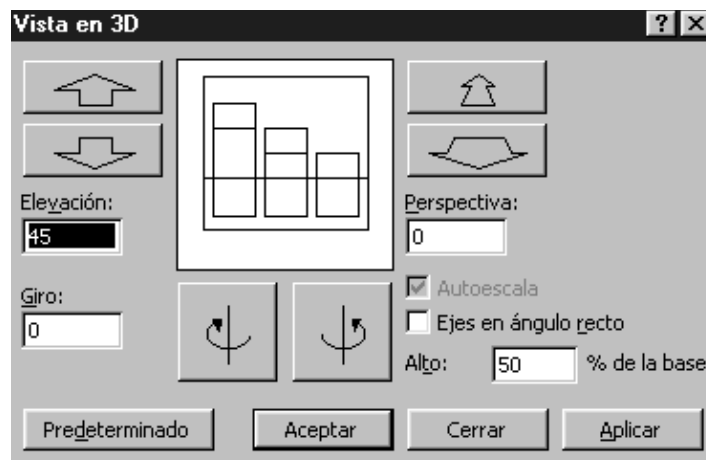 Vista en 3D
Elevación:
45
Perspectiva:
0
Giro:
0
Autoescala
Ejes en ángulo recto
Alto: 50 % de la base
Predeterminado Aceptar Cerrar Aplicar